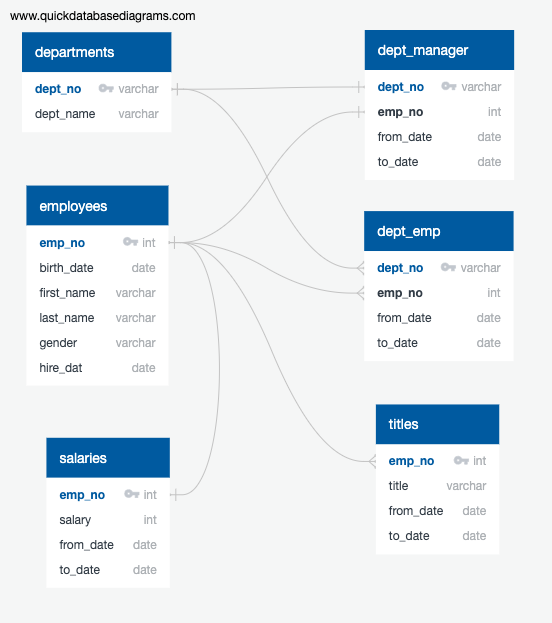 www.quickdatabasediagrams.com
departments
dept_no varchar
dept_name varchar
dept_manager
dept_no varchar
emp_no int
from_date date
to_date date
employees
emp_no int
birth_date date
first_name varchar
last_name varchar
gender varchar
hire_dat date
dept_emp
dept_no varchar
emp_no int
from_date date
to_date date
salaries
emp_no int
salary int
from_date date
to_date date
titles
emp_no int
title varchar
from_date date
to_date date